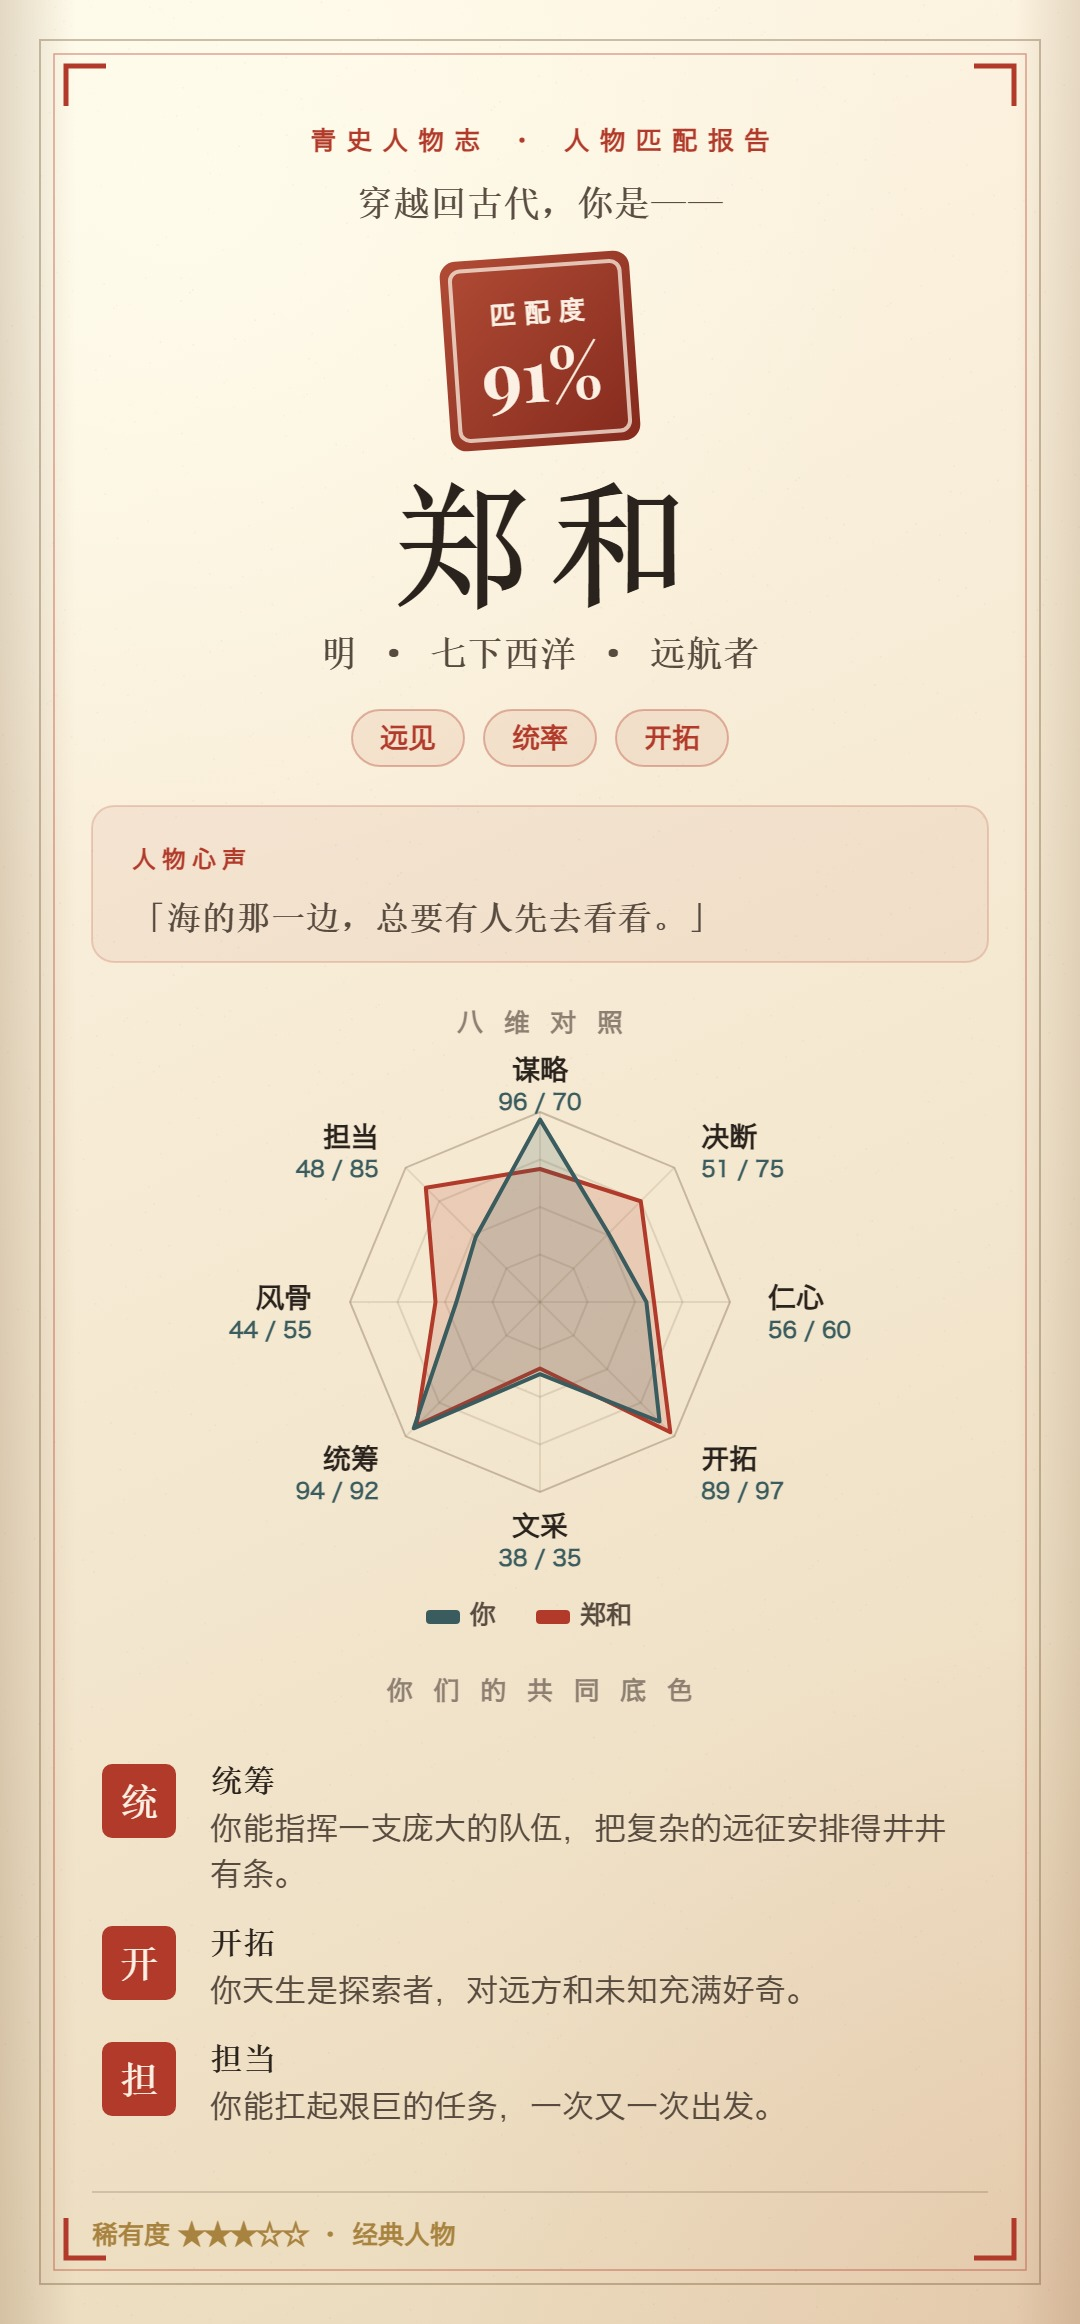 青史人物志 · 人物匹配报告
穿越回古代，你是——
匹配度
91%
郑和
明 • 七下西洋 • 远航者
远见 统率 开拓
人物心声
「海的那一边，总要有人先去看看。」
八维对照
谋略
96 / 70
担当
48 / 85
决断
51 / 75
风骨
44 / 55
仁心
56 / 60
统筹
94 / 92
开拓
89 / 97
文采
38 / 35
你 郑和
你们的共同底色
统
统筹
你能指挥一支庞大的队伍，把复杂的远征安排得井井
有条。
开
开拓
你天生是探索者，对远方和未知充满好奇。
担
担当
你能扛起艰巨的任务，一次又一次出发。
稀有度 ★★★☆☆ · 经典人物